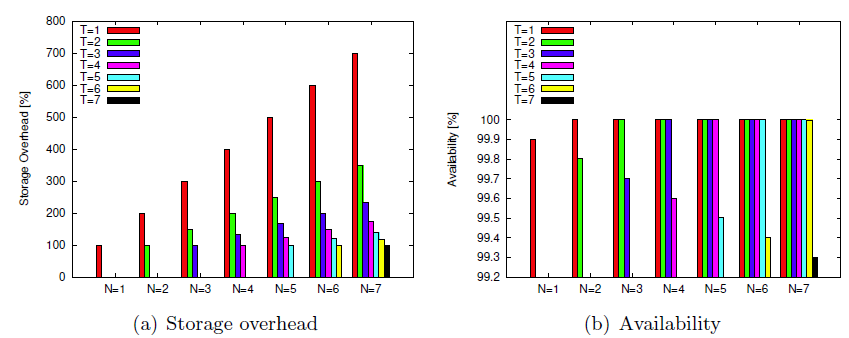 800
700
600
500
400
300
200
100
0
Storage Overhead [%]
T=1
T=2
T=3
T=4
T=5
T=6
T=7
N=1 N=2 N=3 N=4 N=5 N=6 N=7
(a) Storage overhead
100
99.9
99.8
99.7
99.6
99.5
99.4
99.3
99.2
Availability [%]
T=1
T=2
T=3
T=4
T=5
T=6
T=7
N=1 N=2 N=3 N=4 N=5 N=6 N=7
(b) Availability